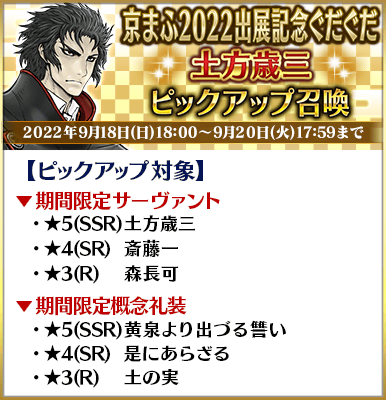 京まふ2022出展記念ぐだぐだ
土方歳三
ピックアップ召喚
2022年9月18日(日)18:00～9月20日(火)17:59まで
【ピックアップ対象】
▼期間限定サーヴァント
・★5(SSR)土方歳三
・★4(SR) 斎藤一
・★3(R) 森長可
▼期間限定概念礼装
・★5(SSR)黄泉より出づる讐い
・★4(SR) 是にあらざる
・★3(R) 土の実